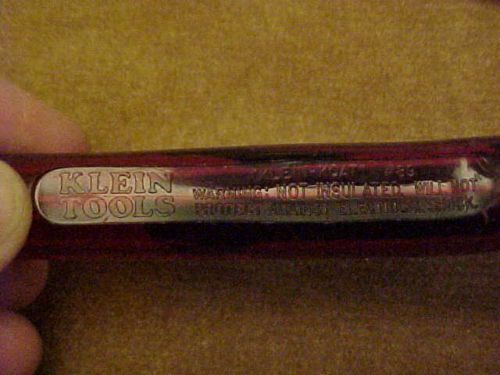 KLEIN
TOOLS
WARNING: NOT INSULATED. WILL NOT
PROTECT AGAINST ELECTRICAL SHOCK.